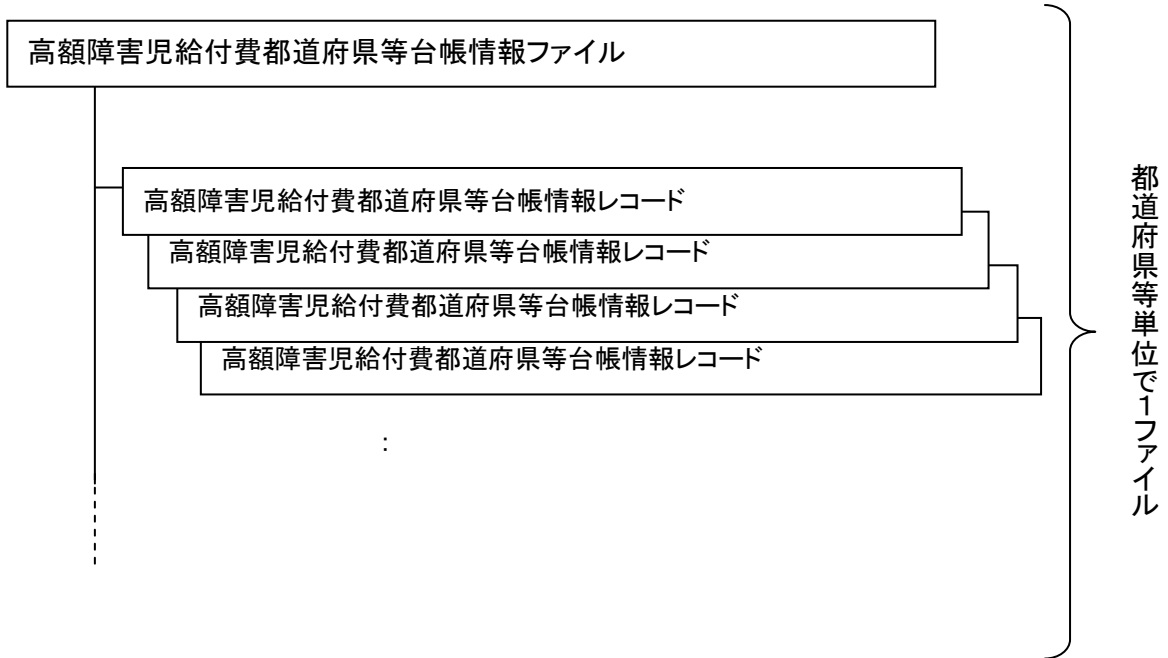 高額障害児給付費都道府県等台帳情報ファイル
高額障害児給付費都道府県等台帳情報レコード
高額障害児給付費都道府県等台帳情報レコード
高額障害児給付費都道府県等台帳情報レコード
高額障害児給付費都道府県等台帳情報レコード
:
都道府県等単位で1ファイル